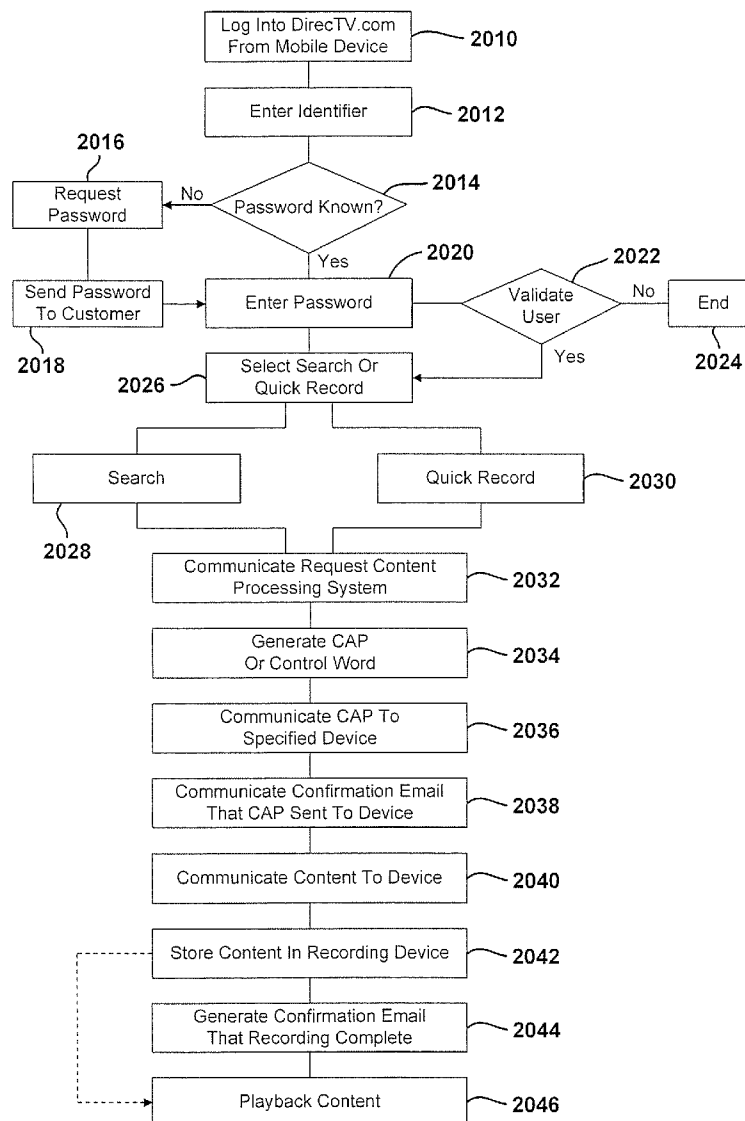 Log Into DirecTV.com
From Mobile Device
2010
Enter Identifier
2012
2016
Request
Password
No
Password Known?
2014
Yes
2020
2022
Send Password
To Customer
2018
Enter Password
Validate
User
No
End
2024
Yes
2026
Select Search Or
Quick Record
Search
2028
Quick Record
2030
Communicate Request Content
Processing System
2032
Generate CAP
Or Control Word
2034
Communicate CAP To
Specified Device
2036
Communicate Confirmation Email
That CAP Sent To Device
2038
Communicate Content To Device
2040
Store Content In Recording Device
2042
Generate Confirmation Email
That Recording Complete
2044
Playback Content
2046